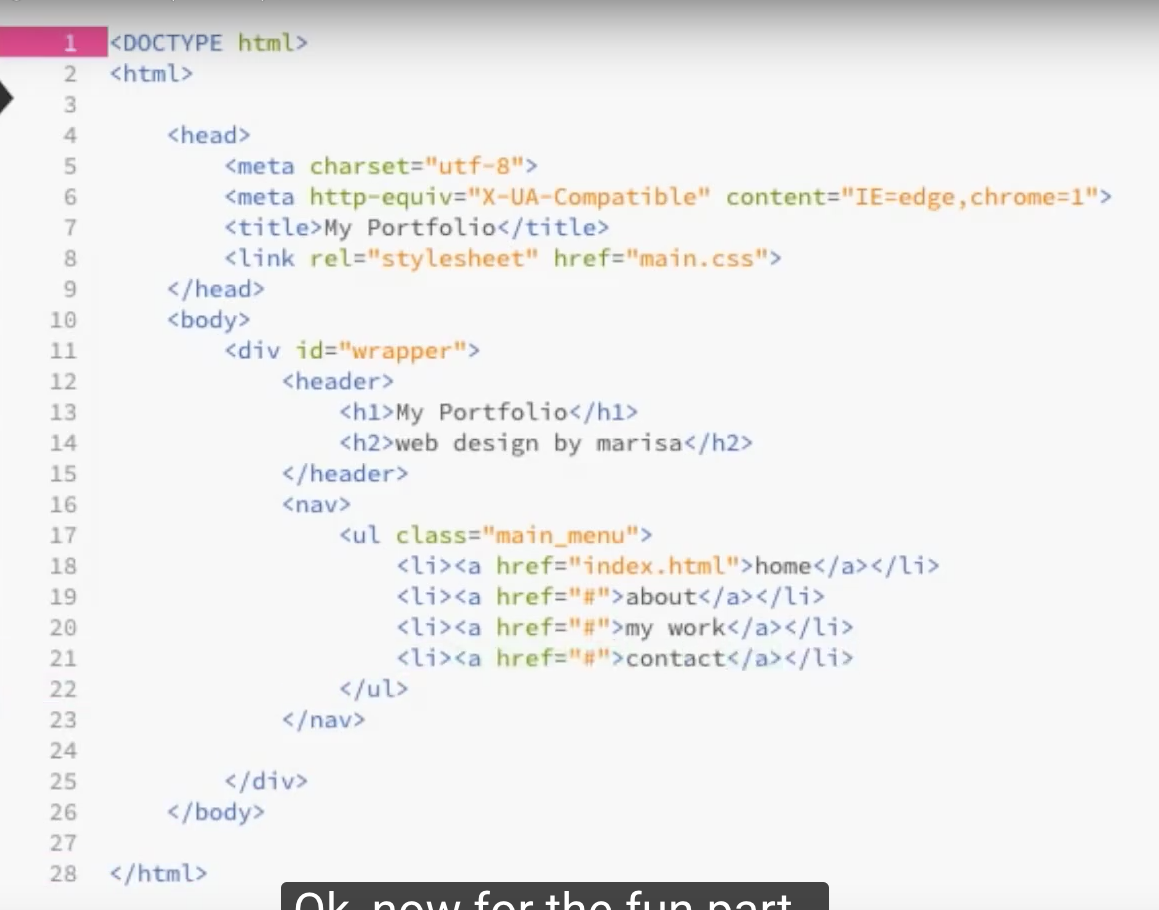 1 <DOCTYPE html>
2 <html>
3
4 <head>
5 <meta charset="utf-8">
6 <meta http-equiv="X-UA-Compatible" content="IE=edge,chrome=1">
7 <title>My Portfolio</title>
8 <link rel="stylesheet" href="main.css">
9 </head>
10 <body>
11 <div id="wrapper">
12 <header>
13 <h1>My Portfolio</h1>
14 <h2>web design by marisa</h2>
15 </header>
16 <nav>
17 <ul class="main_menu">
18 <li><a href="index.html">home</a></li>
19 <li><a href="#">about</a></li>
20 <li><a href="#">my work</a></li>
21 <li><a href="#">contact</a></li>
22 </ul>
23 </nav>
24
25 </div>
26 </body>
27
28 </html>
Ok, now for the fun part